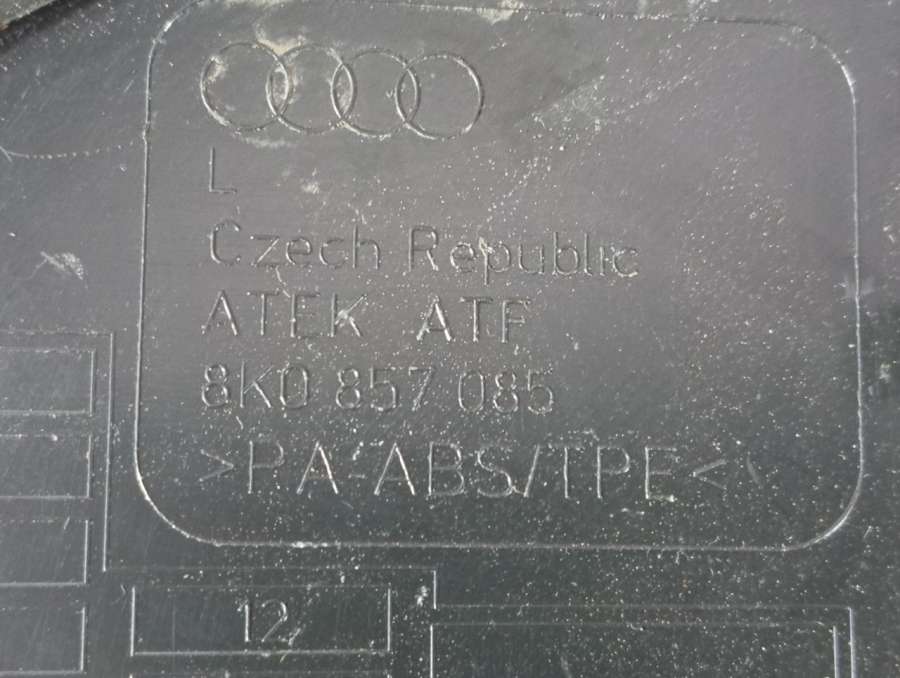 L
Czech Republic
ATEK ATF
8K0 857 085
>PA-ABS/TPE<
12